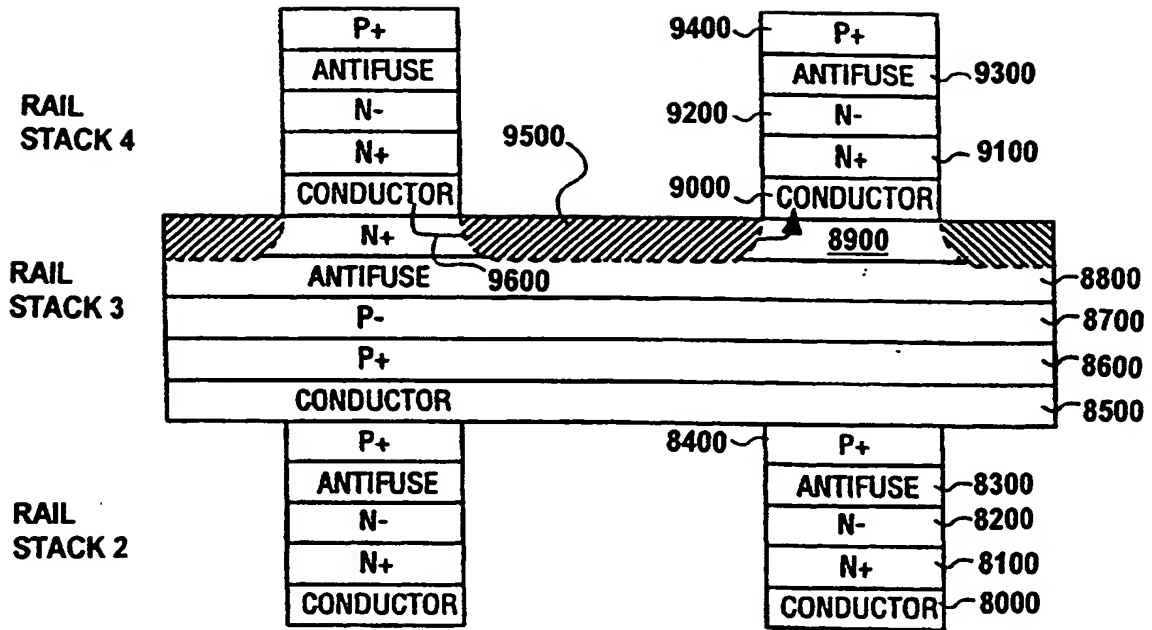 P+
9400
P+
ANTIFUSE
ANTIFUSE
9300
RAIL
STACK 4
N-
9200
N-
9500
N+
N+
9100
CONDUCTOR
9000
CONDUCTOR
N+
8900
9600
ANTIFUSE
8800
RAIL
STACK 3
P-
8700
P+
8600
CONDUCTOR
8500
P+
8400
P+
ANTIFUSE
ANTIFUSE
8300
RAIL
STACK 2
N-
N-
8200
N+
N+
8100
CONDUCTOR
CONDUCTOR
8000